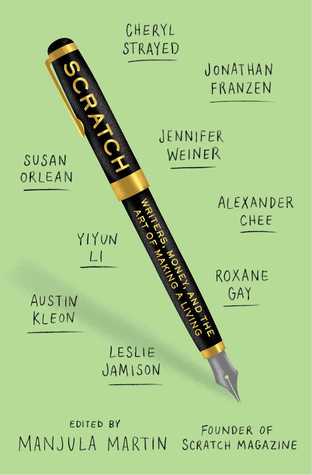 CHERYL
STRAYED
JONATHAN
FRANZEN
SCRATCH
JENNIFER
WEINER
SUSAN
ORLEAN
ALEXANDER
CHEE
WRITERS, MONEY, AND THE
ART OF MAKING A LIVING
YIYUN
LI
ROXANE
GAY
AUSTIN
KLEON
LESLIE
JAMISON
EDITED BY
MANJULA MARTIN
FOUNDER OF
SCRATCH MAGAZINE